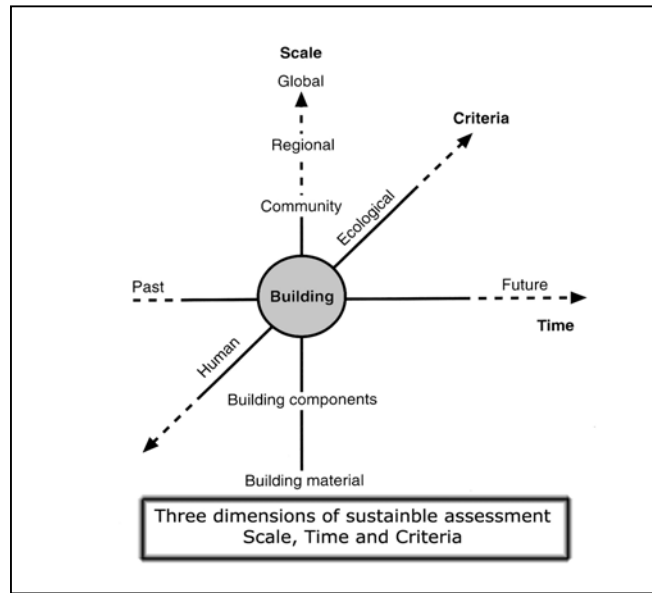 Scale
Global
Criteria
Regional
Community
Ecological
Past
Building
Future
Time
Human
Building components
Building material
Three dimensions of sustainble assessment
Scale, Time and Criteria